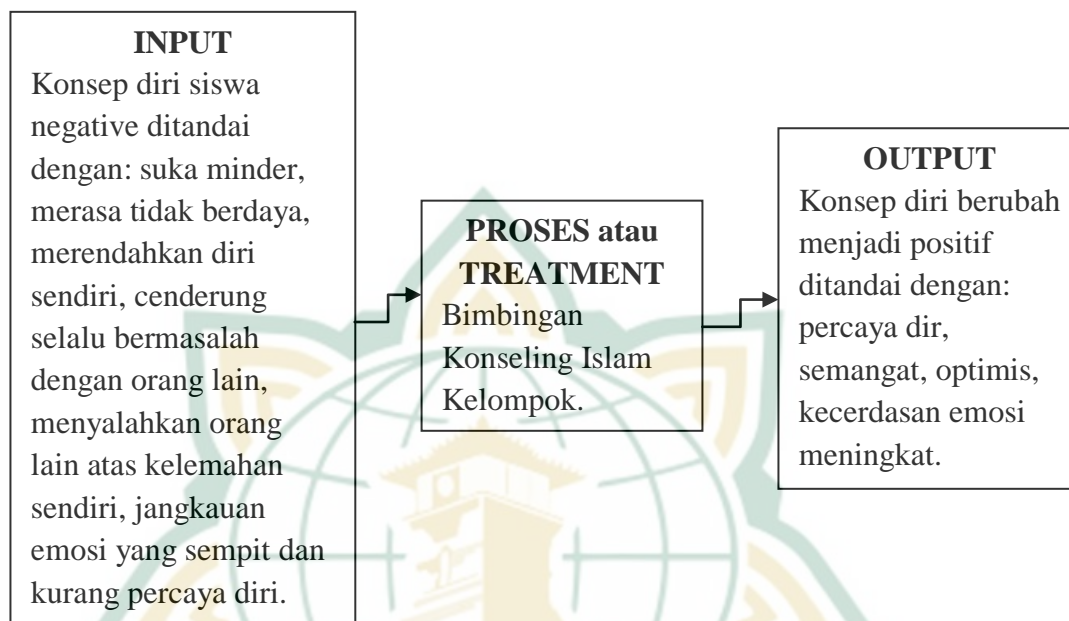 INPUT
Konsep diri siswa
negative ditandai
dengan: suka minder,
merasa tidak berdaya,
merendahkan diri
sendiri, cenderung
selalu bermasalah
dengan orang lain,
menyalahkan orang
lain atas kelemahan
sendiri, jangkauan
emosi yang sempit dan
kurang percaya diri.
PROSES atau
TREATMENT
Bimbingan
Konseling Islam
Kelompok.
OUTPUT
Konsep diri berubah
menjadi positif
ditandai dengan:
percaya dir,
semangat, optimis,
kecerdasan emosi
meningkat.